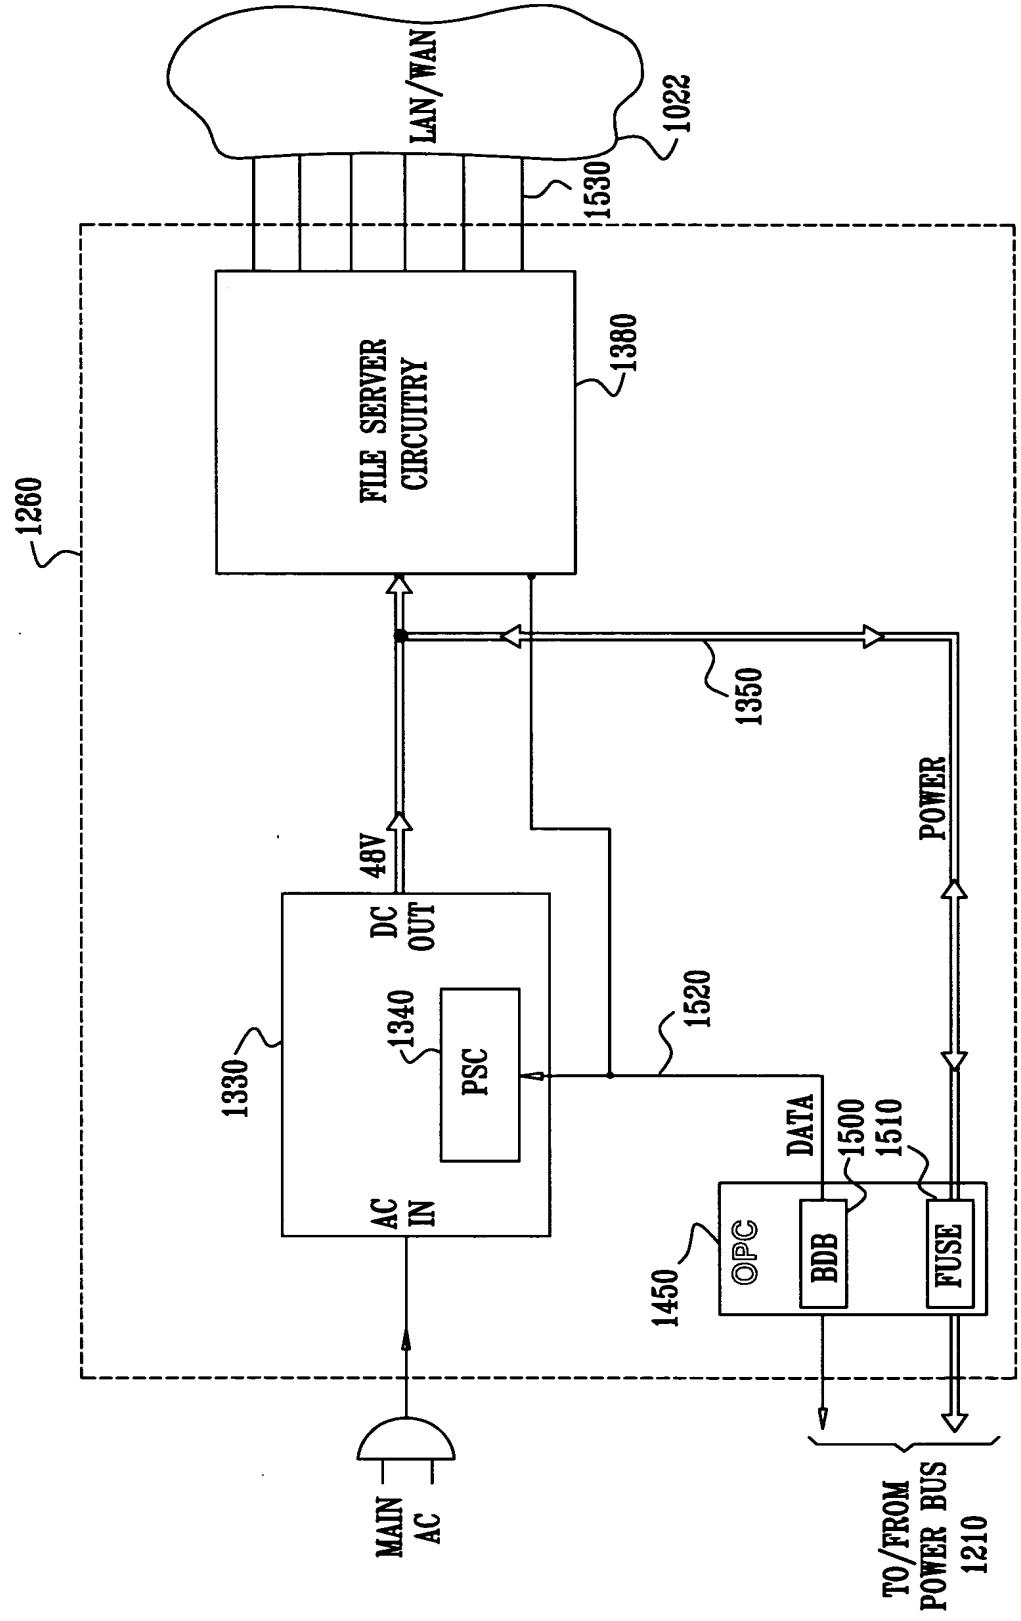 1260
MAIN
AC
1330
AC
IN
1340
PSC
DC
OUT
48V
FILE SERVER
CIRCUITRY
1380
LAN/WAN
1022
1530
1350
1520
DATA
1450
OPC
BDB
1500
1510
FUSE
POWER
TO/FROM
POWER BUS
1210